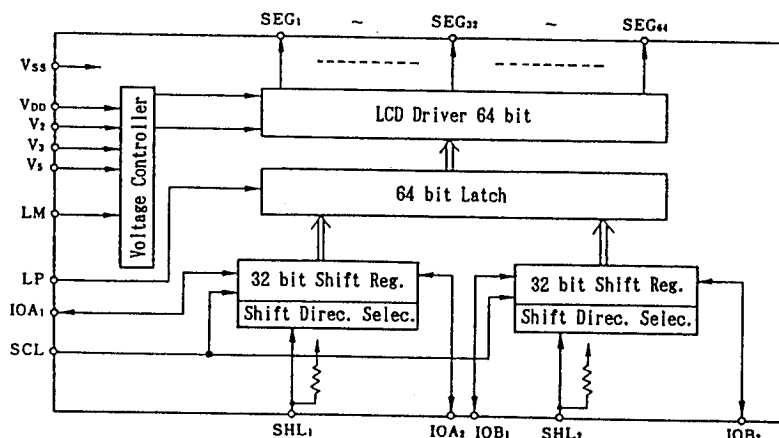 SEG₁ ~ SEG₃₂ ~ SEG₆₄
VSS
VDD
V₂
V₃
V₅
LM
LP
IOA₁
SCL
Voltage Controller
LCD Driver 64 bit
64 bit Latch
32 bit Shift Reg.
Shift Direc. Selec.
32 bit Shift Reg.
Shift Direc. Selec.
SHL₁ IOA₂ IOB₁ SHL₂ IOB₂